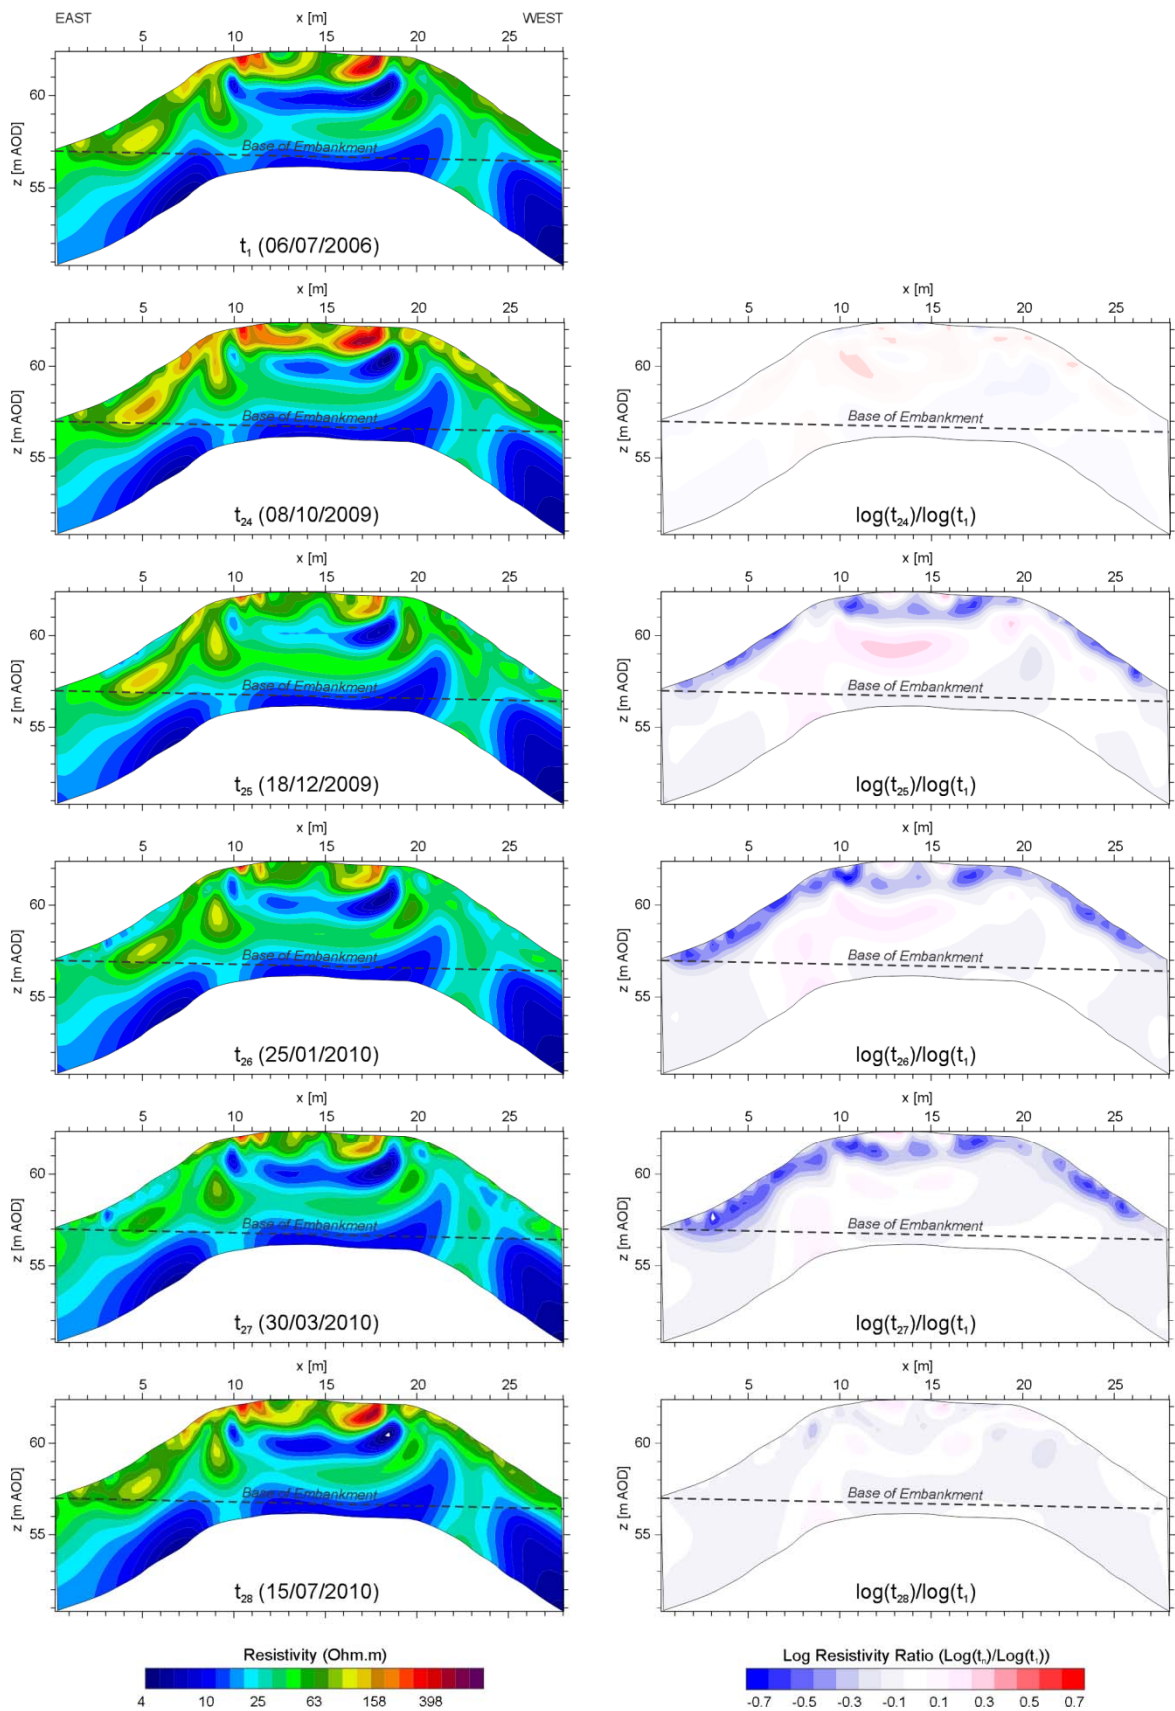 EAST x [m] WEST
5 10 15 20 25
60
55
z [m AOD]
Base of Embankment
t₁ (06/07/2006)
x [m] x [m]
5 10 15 20 25 5 10 15 20 25
60 60
55 55
z [m AOD] z [m AOD]
Base of Embankment Base of Embankment
t₂₄ (08/10/2009) log(t₂₄)/log(t₁)
x [m] x [m]
5 10 15 20 25 5 10 15 20 25
60 60
55 55
z [m AOD] z [m AOD]
Base of Embankment Base of Embankment
t₂₅ (18/12/2009) log(t₂₅)/log(t₁)
x [m] x [m]
5 10 15 20 25 5 10 15 20 25
60 60
55 55
z [m AOD] z [m AOD]
Base of Embankment Base of Embankment
t₂₆ (25/01/2010) log(t₂₆)/log(t₁)
x [m] x [m]
5 10 15 20 25 5 10 15 20 25
60 60
55 55
z [m AOD] z [m AOD]
Base of Embankment Base of Embankment
t₂₇ (30/03/2010) log(t₂₇)/log(t₁)
x [m] x [m]
5 10 15 20 25 5 10 15 20 25
60 60
55 55
z [m AOD] z [m AOD]
Base of Embankment Base of Embankment
t₂₈ (15/07/2010) log(t₂₈)/log(t₁)
Resistivity (Ohm.m) Log Resistivity Ratio (Log(tₙ)/Log(t₁))
4 10 25 63 158 398 -0.7 -0.5 -0.3 -0.1 0.1 0.3 0.5 0.7